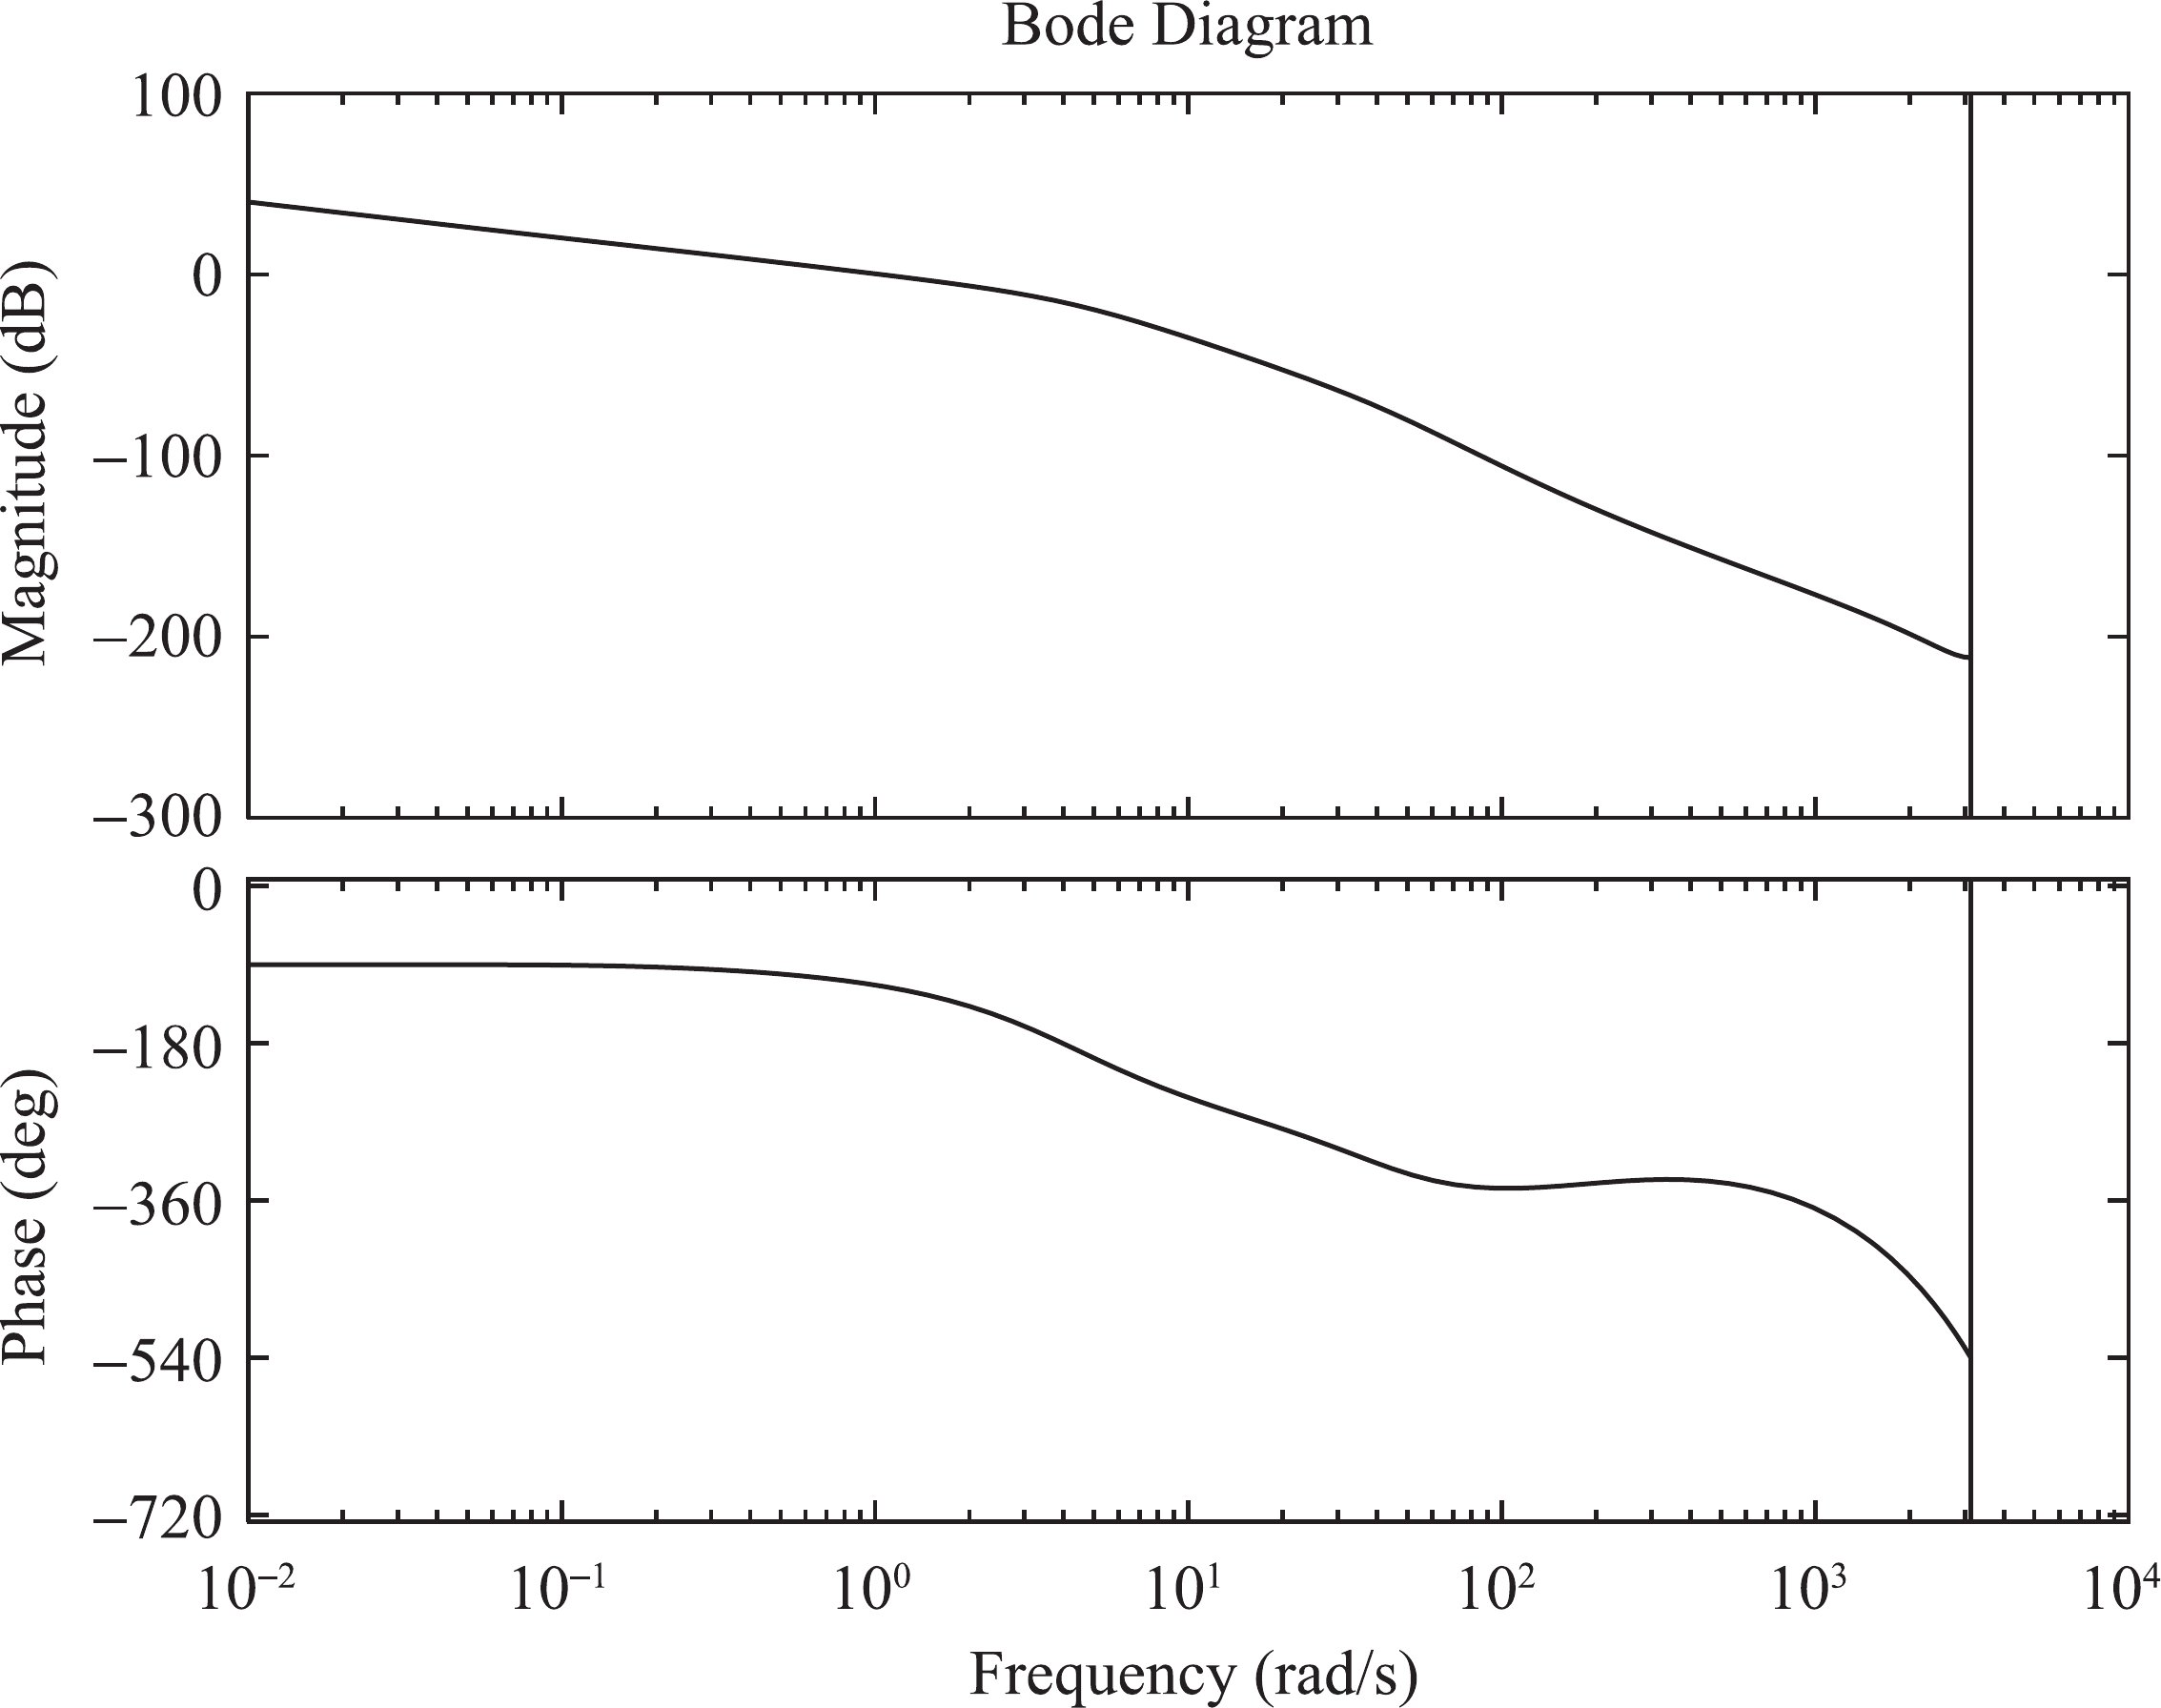 Bode Diagram
Magnitude (dB)
100
0
–100
–200
–300
Phase (deg)
0
–180
–360
–540
–720
10⁻² 10⁻¹ 10⁰ 10¹ 10² 10³ 10⁴
Frequency (rad/s)